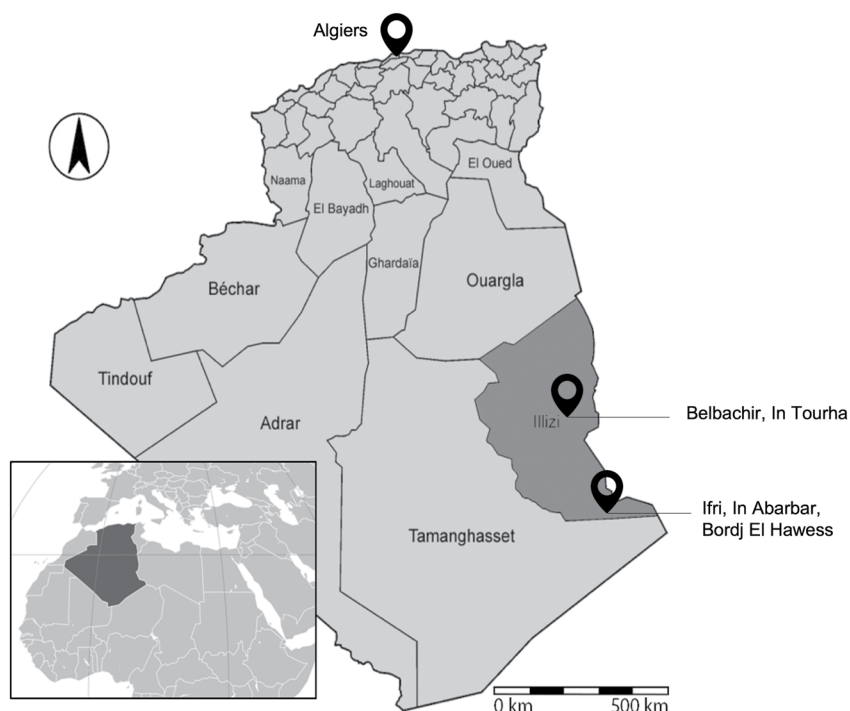 Algiers
El Oued
Naama
Laghouat
El Bayadh
Ghardaïa
Ouargla
Béchar
Tindouf
Belbachir, In Tourha
Illizi
Adrar
Ifri, In Abarbar,
Bordj El Hawess
Tamanghasset
0 km 500 km